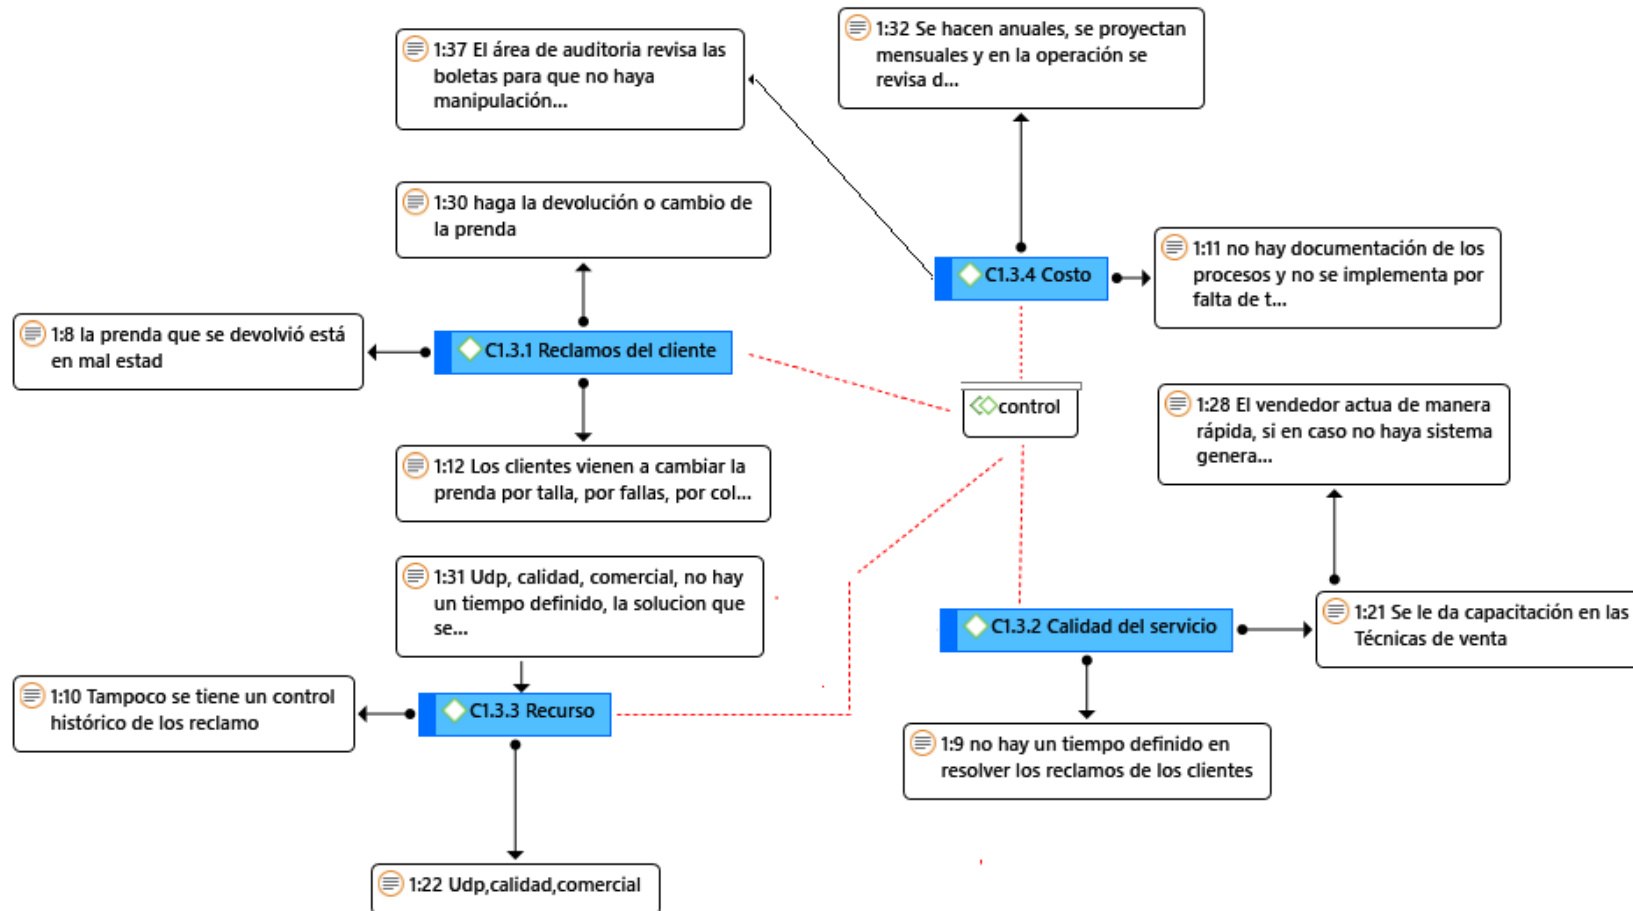 1:37 El área de auditoria revisa las
boletas para que no haya
manipulación...
1:32 Se hacen anuales, se proyectan
mensuales y en la operación se
revisa d...
1:30 haga la devolución o cambio de
la prenda
1:11 no hay documentación de los
procesos y no se implementa por
falta de t...
C1.3.4 Costo
1:8 la prenda que se devolvió está
en mal estad
C1.3.1 Reclamos del cliente
control
1:28 El vendedor actua de manera
rápida, si en caso no haya sistema
genera...
1:12 Los clientes vienen a cambiar la
prenda por talla, por fallas, por col...
1:31 Udp, calidad, comercial, no hay
un tiempo definido, la solucion que
se...
C1.3.2 Calidad del servicio
1:21 Se le da capacitación en las
Técnicas de venta
1:10 Tampoco se tiene un control
histórico de los reclamo
C1.3.3 Recurso
1:9 no hay un tiempo definido en
resolver los reclamos de los clientes
1:22 Udp,calidad,comercial